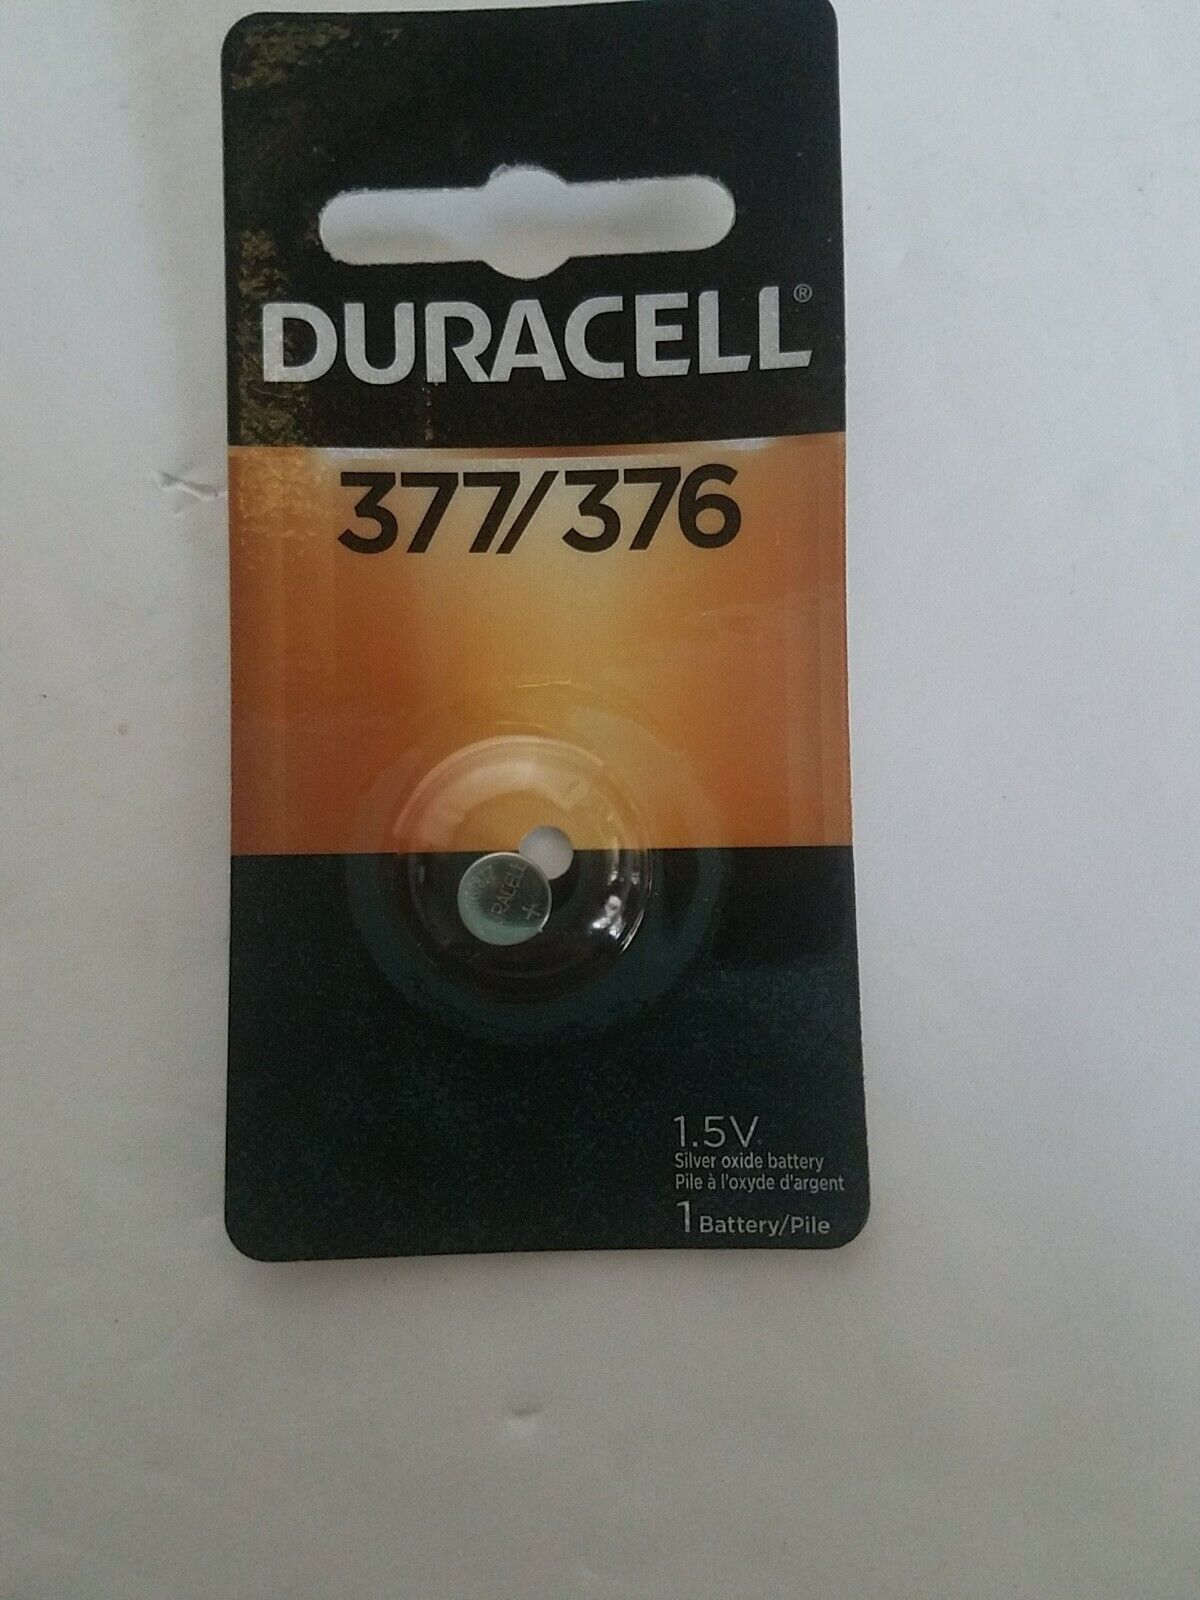 DURACELL®
377/376
DURACELL
+
1.5V
Silver oxide battery
Pile à l'oxyde d'argent
1 Battery/Pile